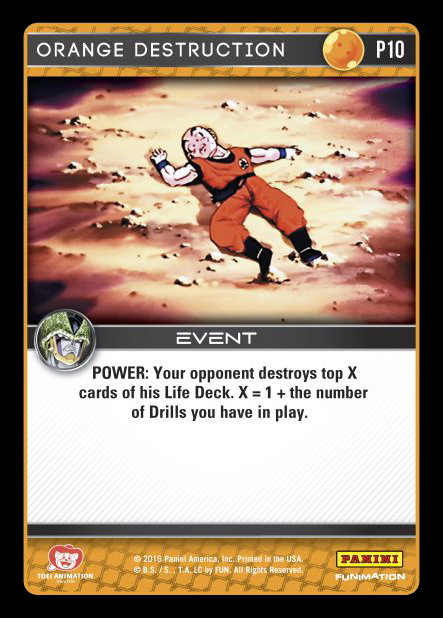 ORANGE DESTRUCTION P10
EVENT
POWER: Your opponent destroys top X
cards of his Life Deck. X = 1 + the number
of Drills you have in play.
© 2016 Panini America, Inc. Printed in the USA.
© B.S. / S. , T.A. LC by FUN. All Rights Reserved.
TOEI ANIMATION
PANINI
FUNIMATION